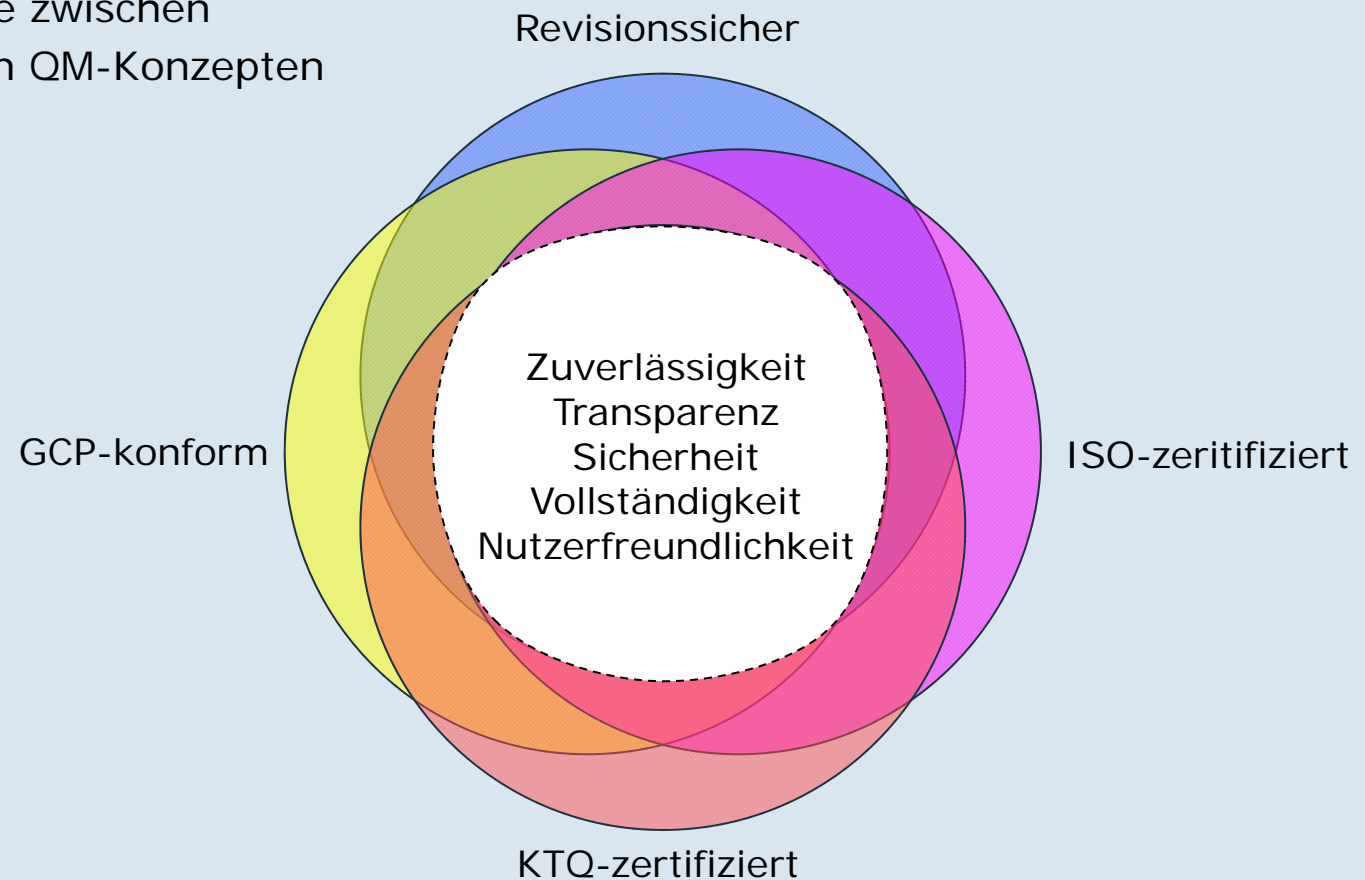 zwischen
QM-Konzepten
Revisionssicher
Zuverlässigkeit
Transparenz
Sicherheit
Vollständigkeit
Nutzerfreundlichkeit
GCP-konform
ISO-zeritifiziert
KTQ-zertifiziert